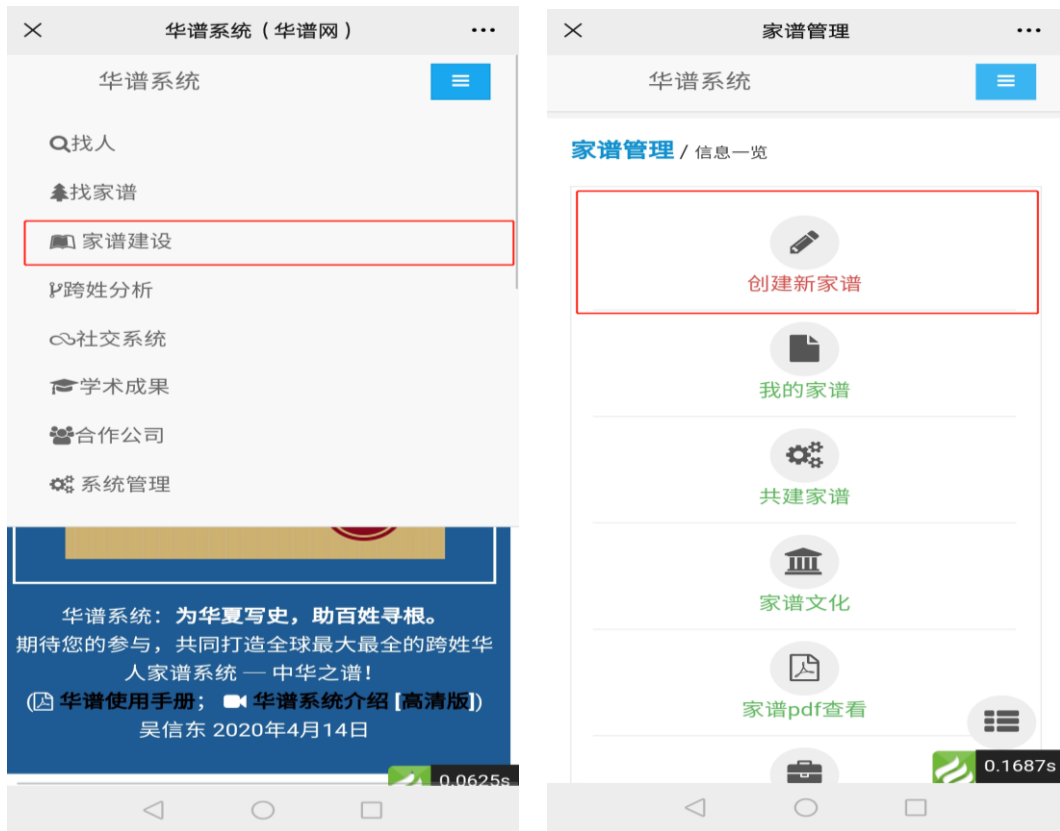 华谱系统（华谱网）
华谱系统
找人
找家谱
家谱建设
跨姓分析
社交系统
学术成果
合作公司
系统管理
华谱系统：为华夏写史，助百姓寻根。
期待您的参与，共同打造全球最大最全的跨姓华
人家谱系统 — 中华之谱！
(华谱使用手册； 华谱系统介绍 [高清版])
吴信东 2020年4月14日
0.0625s
家谱管理
华谱系统
家谱管理 / 信息一览
创建新家谱
我的家谱
共建家谱
家谱文化
家谱pdf查看
0.1687s